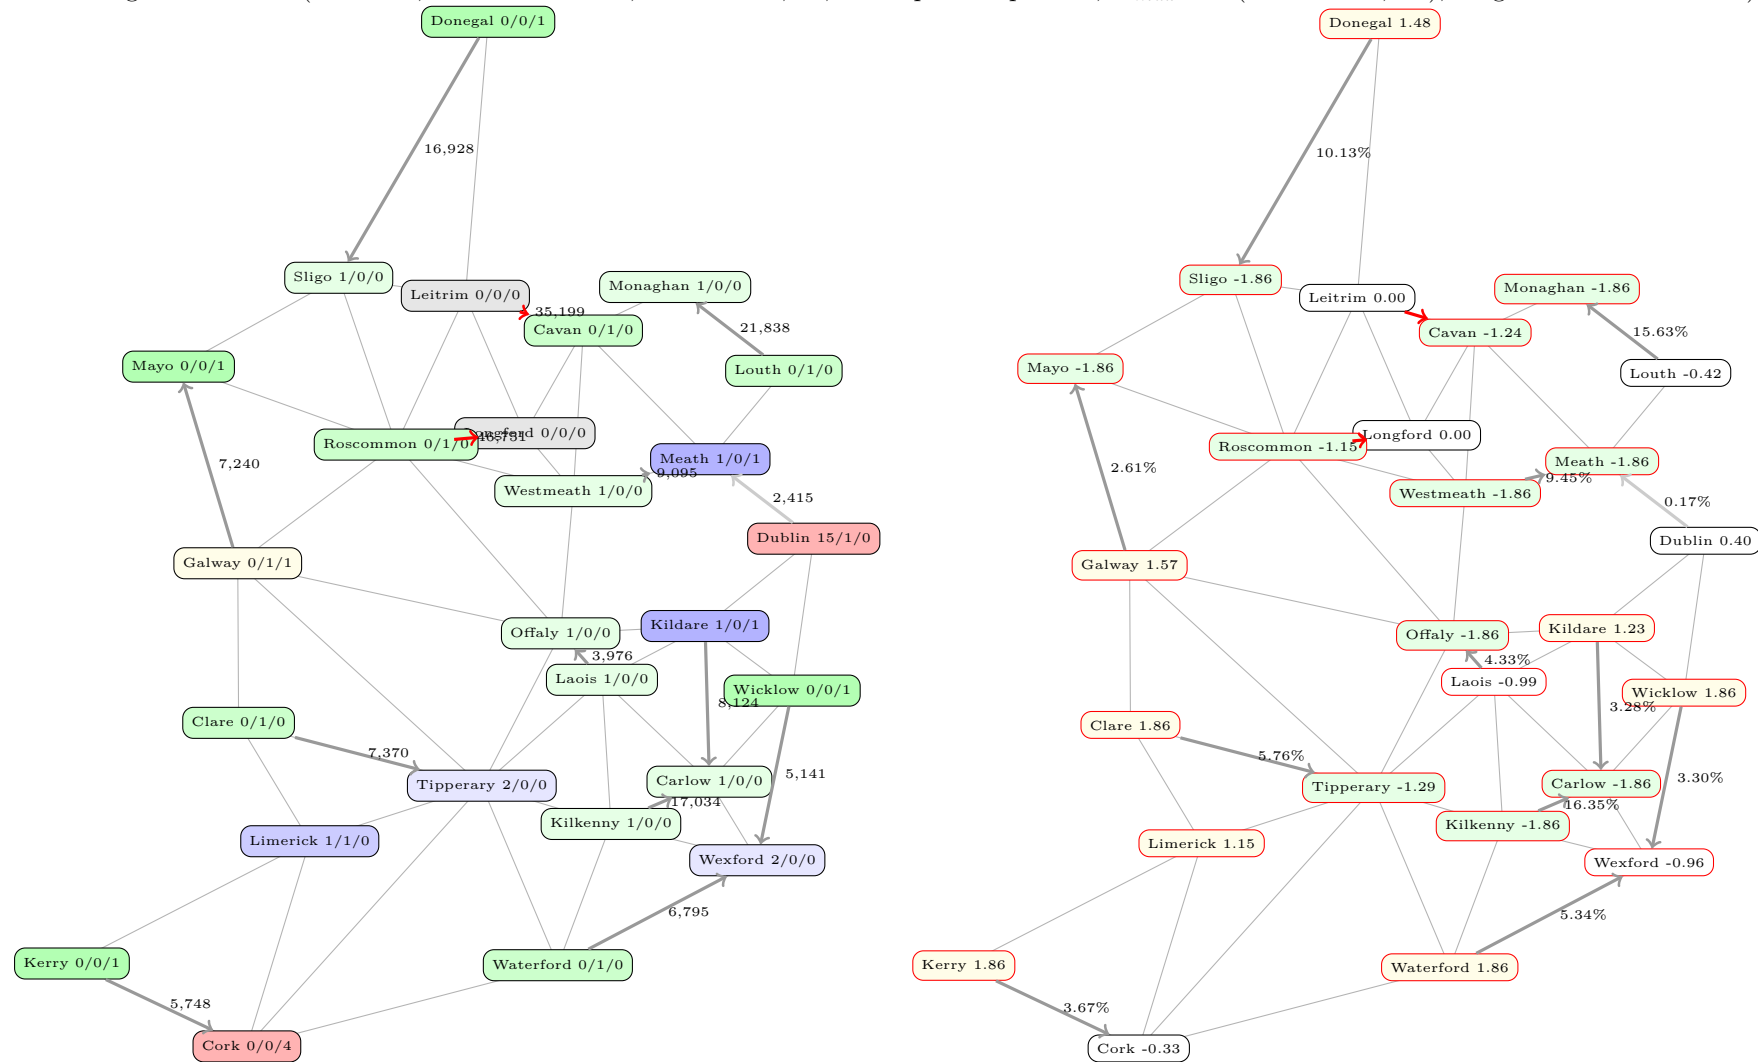 Donegal 0/0/1
16,928
Sligo 1/0/0
Leitrim 0/0/0
Monaghan 1/0/0
35,199
Cavan 0/1/0
21,838
Mayo 0/0/1
Louth 0/1/0
Roscommon 0/1/0
Longford 0/0/0
46,731
7,240
Meath 1/0/1
9,095
Westmeath 1/0/0
2,415
Dublin 15/1/0
Galway 0/1/1
Offaly 1/0/0
Kildare 1/0/1
3,976
Laois 1/0/0
Wicklow 0/0/1
8,124
Clare 0/1/0
7,370
Tipperary 2/0/0
Carlow 1/0/0
5,141
17,034
Kilkenny 1/0/0
Limerick 1/1/0
Wexford 2/0/0
6,795
Kerry 0/0/1
Waterford 0/1/0
5,748
Cork 0/0/4
Donegal 1.48
10.13%
Sligo -1.86
Leitrim 0.00
Monaghan -1.86
Cavan -1.24
15.63%
Mayo -1.86
Louth -0.42
Roscommon -1.15
Longford 0.00
2.61%
Meath -1.86
9.45%
Westmeath -1.86
0.17%
Dublin 0.40
Galway 1.57
Offaly -1.86
Kildare 1.23
4.33%
Laois -0.99
Wicklow 1.86
3.28%
Clare 1.86
5.76%
Tipperary -1.29
Carlow -1.86
3.30%
16.35%
Kilkenny -1.86
Limerick 1.15
Wexford -0.96
5.34%
Kerry 1.86
Waterford 1.86
3.67%
Cork -0.33